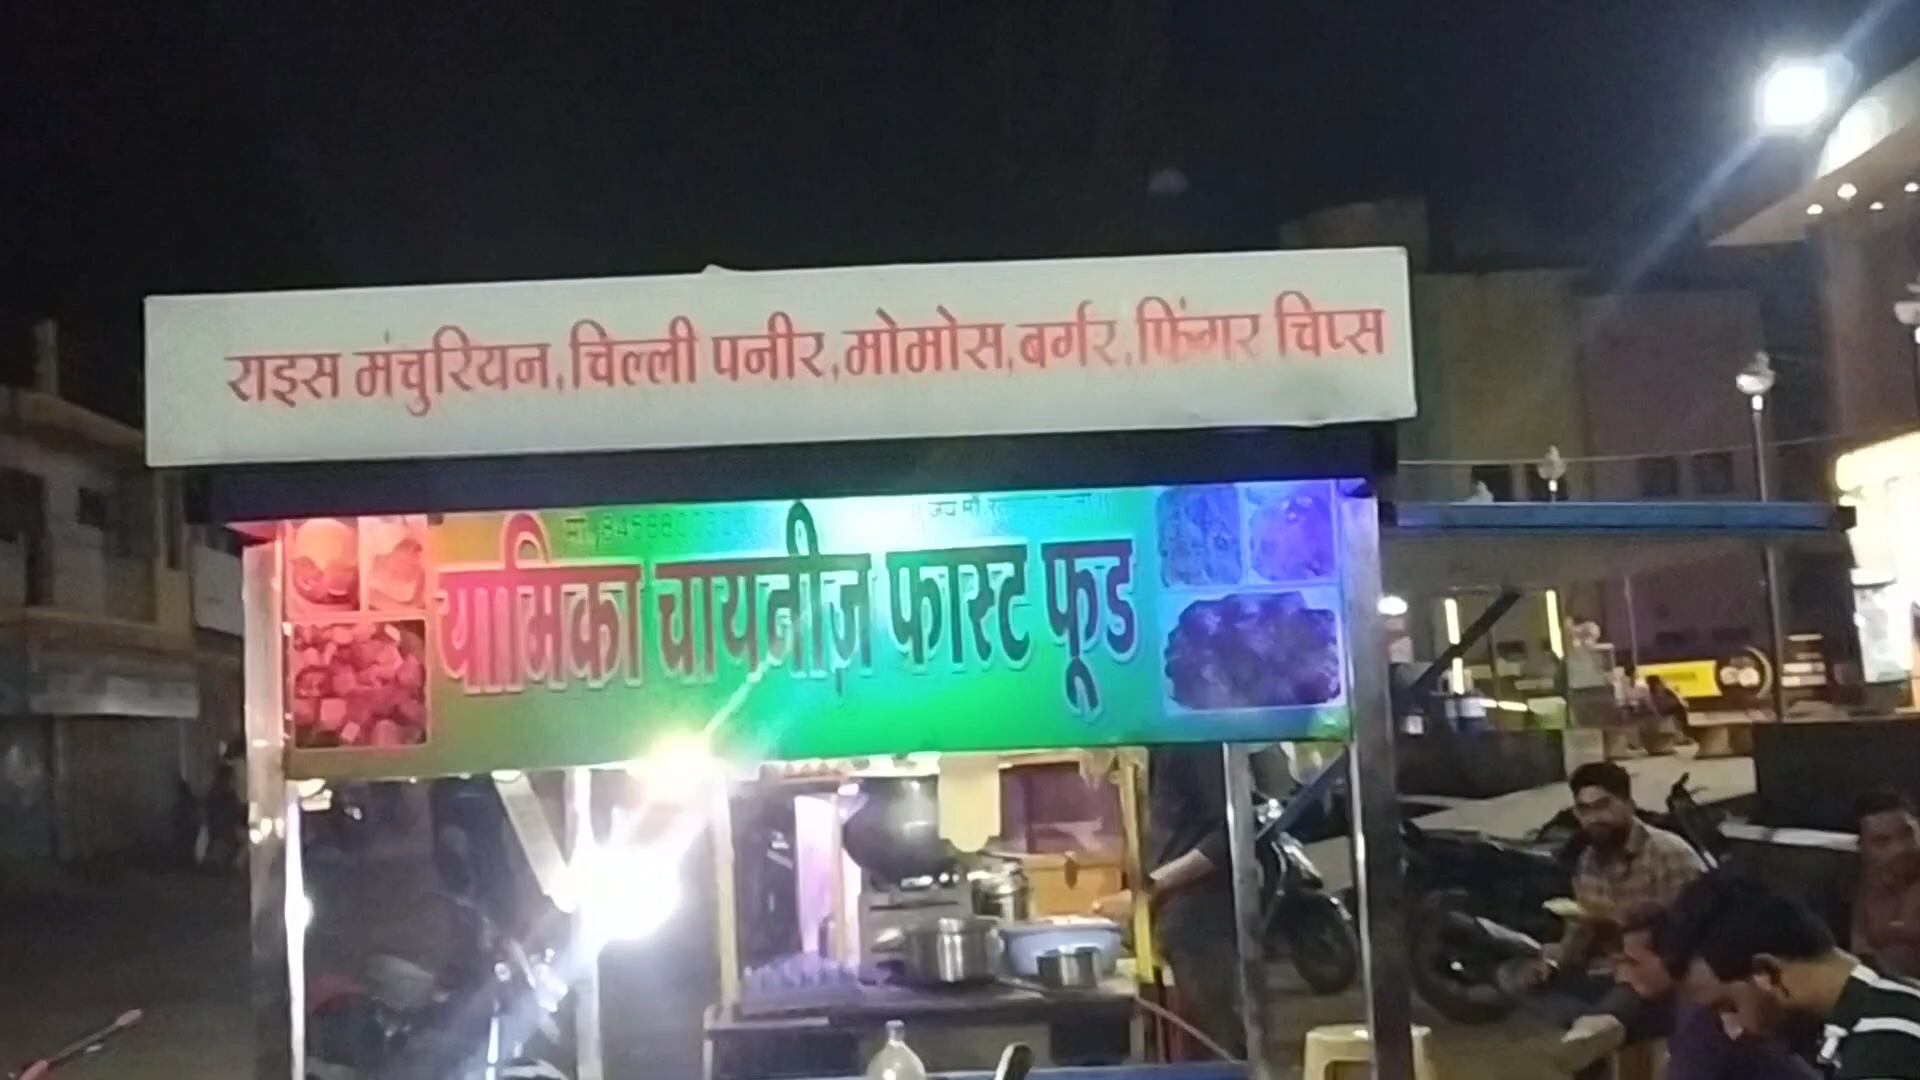 राइस मंचुरियन, चिल्ली पनीर, मोमोस, बर्गर, फिंगर चिप्स
यामिका चायनीज़ फास्ट फूड